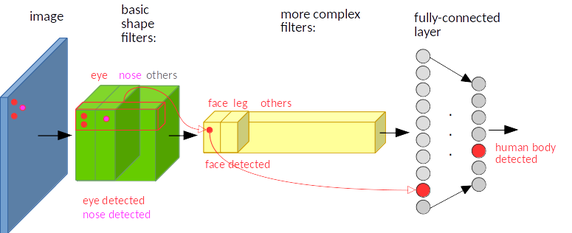 image
basic
shape
filters:
more complex
filters:
fully-connected
layer
eye nose others
face leg others
face detected
human body
detected
eye detected
nose detected